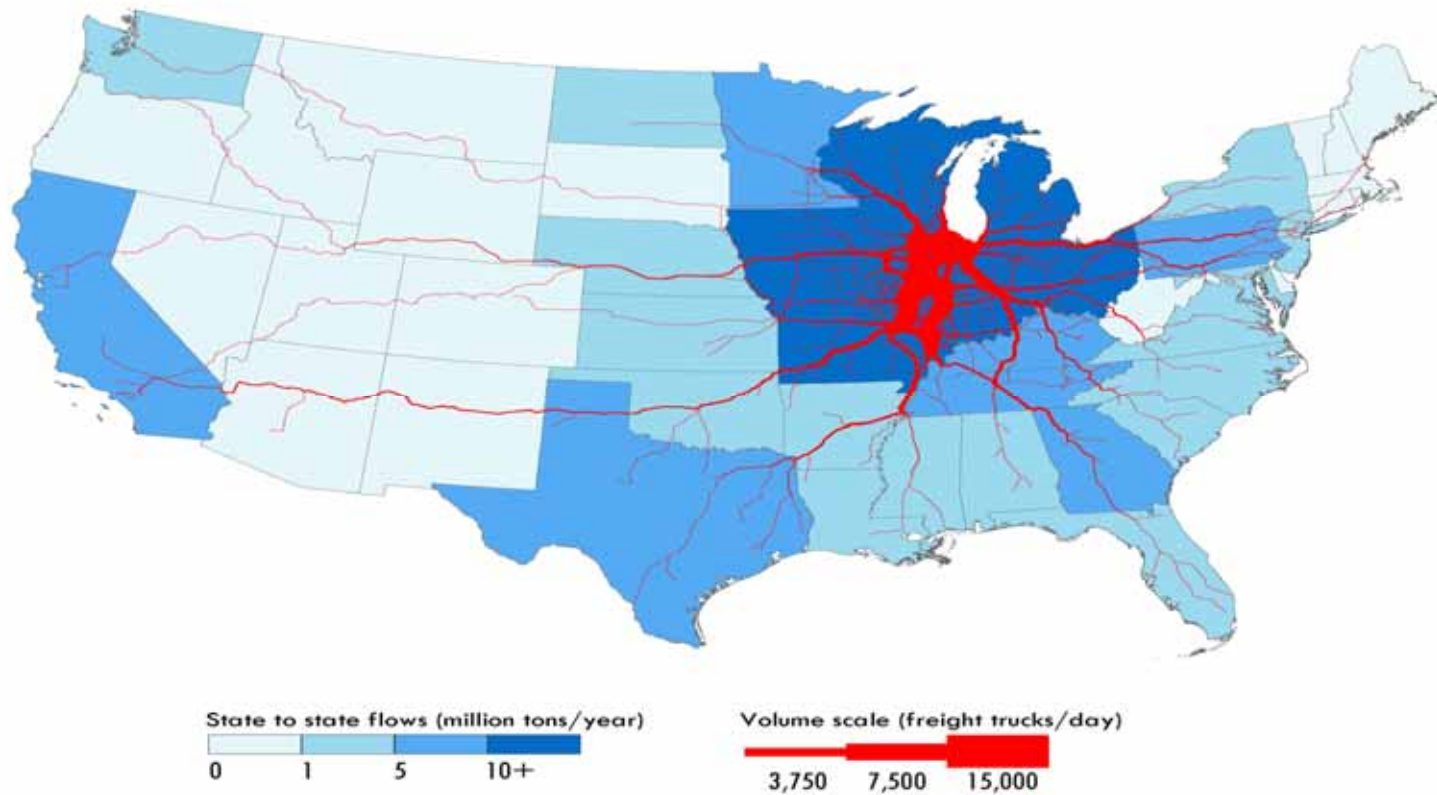 State to state flows (million tons/year)
0 1 5 10+
Volume scale (freight trucks/day)
3,750 7,500 15,000